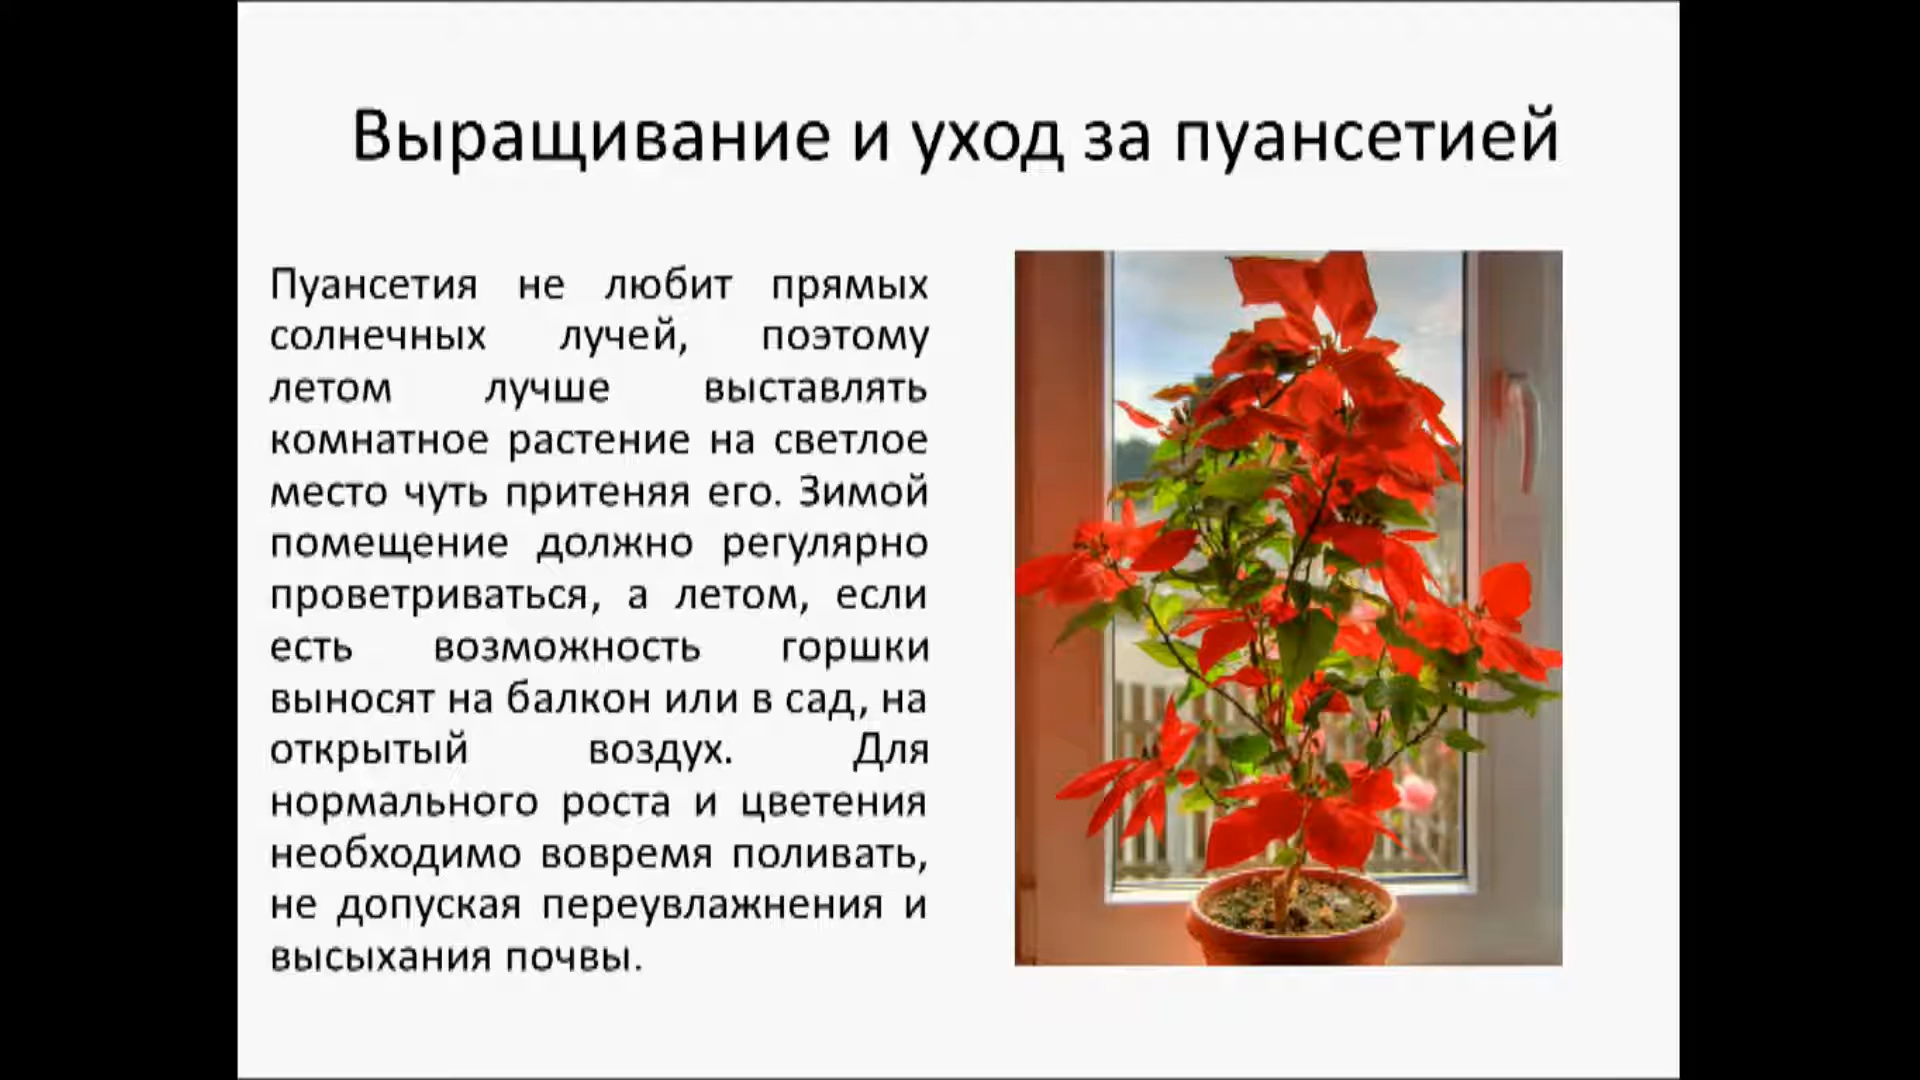 Выращивание и уход за пуансетией
Пуансетия не любит прямых
солнечных лучей, поэтому
летом лучше выставлять
комнатное растение на светлое
место чуть притеняя его. Зимой
помещение должно регулярно
проветриваться, а летом, если
есть возможность горшки
выносят на балкон или в сад, на
открытый воздух. Для
нормального роста и цветения
необходимо вовремя поливать,
не допуская переувлажнения и
высыхания почвы.